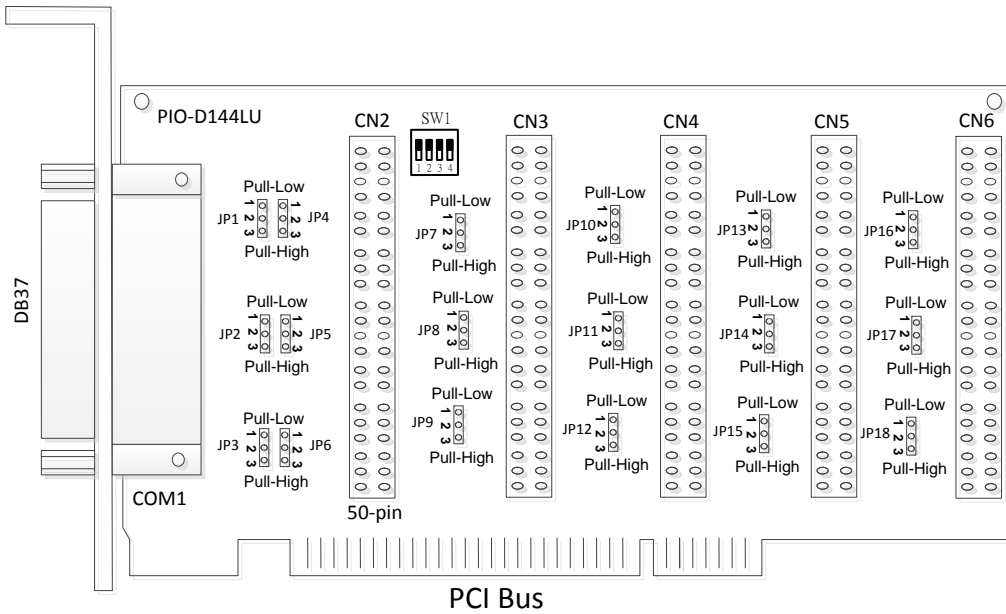 PIO-D144LU
CN2
SW1
1 2 3 4
CN3
CN4
CN5
CN6
DB37
Pull-Low
JP1
1
2
3
1
2
3
JP4
Pull-High
Pull-Low
JP7
1
2
3
Pull-High
Pull-Low
JP10
1
2
3
Pull-High
Pull-Low
JP13
1
2
3
Pull-High
Pull-Low
JP16
1
2
3
Pull-High
Pull-Low
JP2
1
2
3
1
2
3
JP5
Pull-High
Pull-Low
JP8
1
2
3
Pull-High
Pull-Low
JP11
1
2
3
Pull-High
Pull-Low
JP14
1
2
3
Pull-High
Pull-Low
JP17
1
2
3
Pull-High
Pull-Low
JP3
1
2
3
1
2
3
JP6
Pull-High
Pull-Low
JP9
1
2
3
Pull-High
Pull-Low
JP12
1
2
3
Pull-High
Pull-Low
JP15
1
2
3
Pull-High
Pull-Low
JP18
1
2
3
Pull-High
COM1
50-pin
PCI Bus